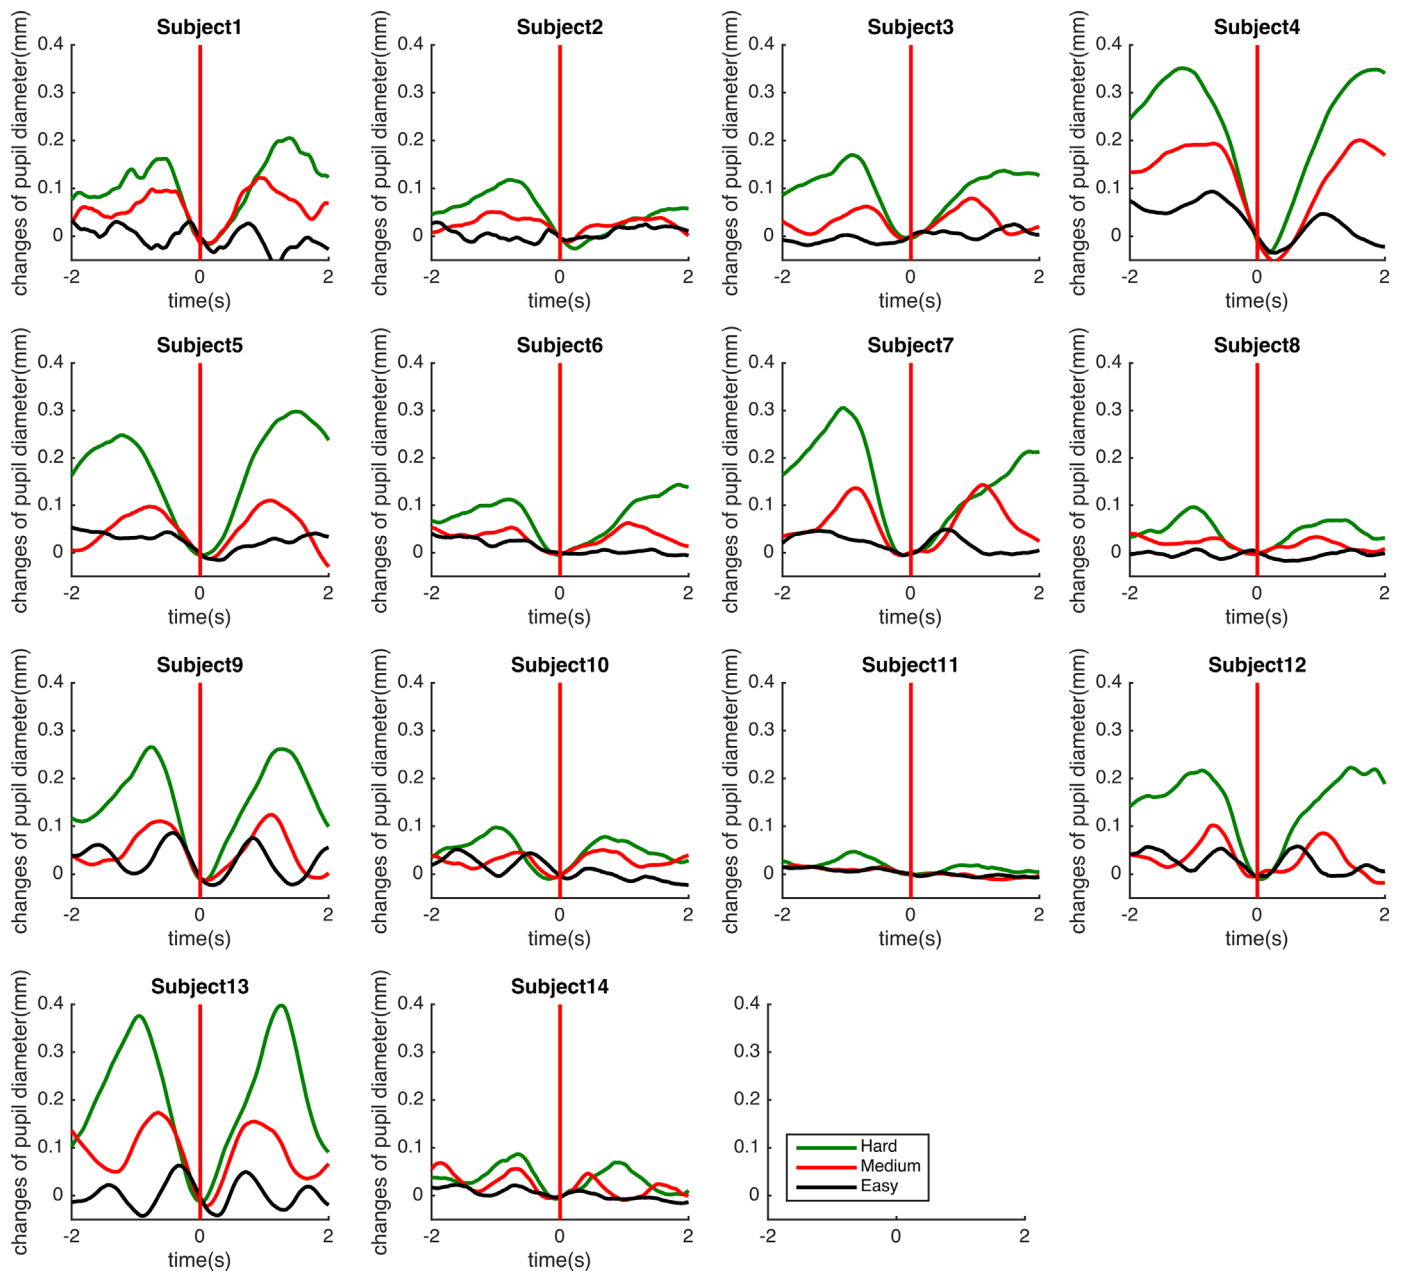 Subject1
changes of pupil diameter(mm)
0.4
0.3
0.2
0.1
0
-2
0
2
time(s)
Subject2
changes of pupil diameter(mm)
0.4
0.3
0.2
0.1
0
-2
0
2
time(s)
Subject3
changes of pupil diameter(mm)
0.4
0.3
0.2
0.1
0
-2
0
2
time(s)
Subject4
changes of pupil diameter(mm)
0.4
0.3
0.2
0.1
0
-2
0
2
time(s)
Subject5
changes of pupil diameter(mm)
0.4
0.3
0.2
0.1
0
-2
0
2
time(s)
Subject6
changes of pupil diameter(mm)
0.4
0.3
0.2
0.1
0
-2
0
2
time(s)
Subject7
changes of pupil diameter(mm)
0.4
0.3
0.2
0.1
0
-2
0
2
time(s)
Subject8
changes of pupil diameter(mm)
0.4
0.3
0.2
0.1
0
-2
0
2
time(s)
Subject9
changes of pupil diameter(mm)
0.4
0.3
0.2
0.1
0
-2
0
2
time(s)
Subject10
changes of pupil diameter(mm)
0.4
0.3
0.2
0.1
0
-2
0
2
time(s)
Subject11
changes of pupil diameter(mm)
0.4
0.3
0.2
0.1
0
-2
0
2
time(s)
Subject12
changes of pupil diameter(mm)
0.4
0.3
0.2
0.1
0
-2
0
2
time(s)
Subject13
changes of pupil diameter(mm)
0.4
0.3
0.2
0.1
0
-2
0
2
time(s)
Subject14
changes of pupil diameter(mm)
0.4
0.3
0.2
0.1
0
-2
0
2
time(s)
0.4
0.3
0.2
0.1
0
-2
0
2
Hard
Medium
Easy